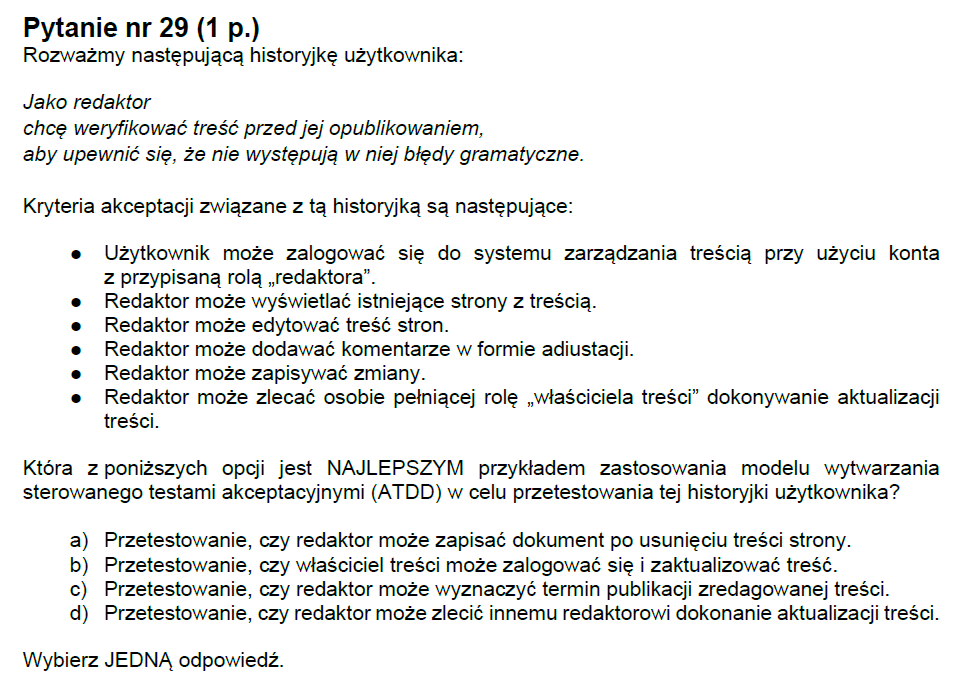 Pytanie nr 29 (1 p.)
Rozważmy następującą historyjkę użytkownika:
Jako redaktor
chcę weryfikować treść przed jej opublikowaniem,
aby upewnić się, że nie występują w niej błędy gramatyczne.
Kryteria akceptacji związane z tą historyjką są następujące:
● Użytkownik może zalogować się do systemu zarządzania treścią przy użyciu konta
z przypisaną rolą „redaktora”.
● Redaktor może wyświetlać istniejące strony z treścią.
● Redaktor może edytować treść stron.
● Redaktor może dodawać komentarze w formie adiustacji.
● Redaktor może zapisywać zmiany.
● Redaktor może zlecać osobie pełniącej rolę „właściciela treści” dokonywanie aktualizacji
treści.
Która z poniższych opcji jest NAJLEPSZYM przykładem zastosowania modelu wytwarzania
sterowanego testami akceptacyjnymi (ATDD) w celu przetestowania tej historyjki użytkownika?
a) Przetestowanie, czy redaktor może zapisać dokument po usunięciu treści strony.
b) Przetestowanie, czy właściciel treści może zalogować się i zaktualizować treść.
c) Przetestowanie, czy redaktor może wyznaczyć termin publikacji zredagowanej treści.
d) Przetestowanie, czy redaktor może zlecić innemu redaktorowi dokonanie aktualizacji treści.
Wybierz JEDNĄ odpowiedź.